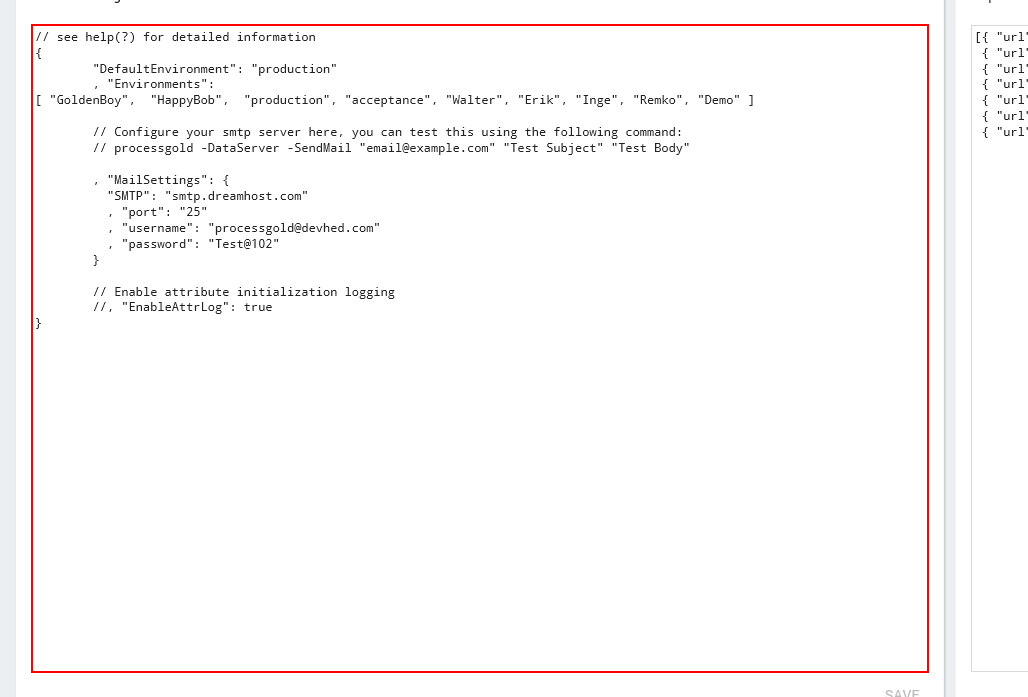 // see help(?) for detailed information
{
"DefaultEnvironment": "production"
, "Environments":
[ "GoldenBoy",  "HappyBob",  "production", "acceptance", "Walter", "Erik", "Inge", "Remko", "Demo" ]
// Configure your smtp server here, you can test this using the following command:
// processgold -DataServer -SendMail "email@example.com" "Test Subject" "Test Body"
, "MailSettings": {
"SMTP": "smtp.dreamhost.com"
, "port": "25"
, "username": "processgold@devhed.com"
, "password": "Test@102"
}
// Enable attribute initialization logging
//, "EnableAttrLog": true
}
SAVE
[{ "url"
{ "url"
{ "url"
{ "url"
{ "url"
{ "url"
{ "url"